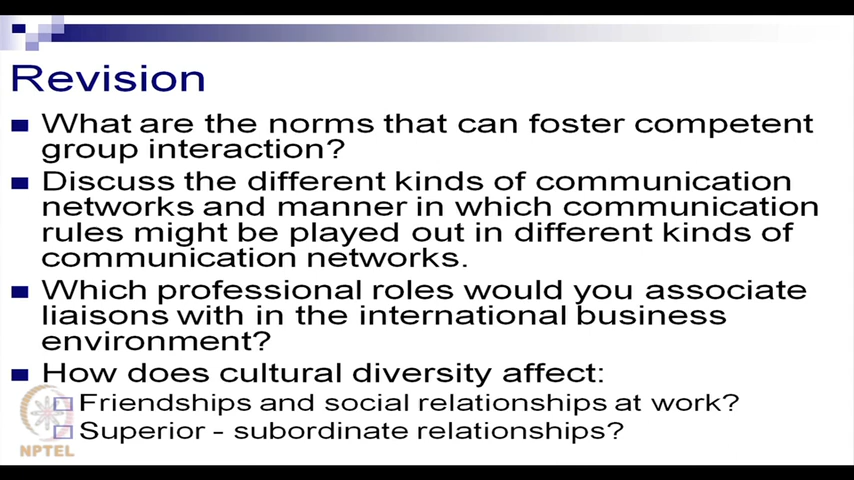 Revision
What are the norms that can foster competent
group interaction?
Discuss the different kinds of communication
networks and manner in which communication
rules might be played out in different kinds of
communication networks.
Which professional roles would you associate
liaisons with in the international business
environment?
How does cultural diversity affect:
Friendships and social relationships at work?
Superior - subordinate relationships?
NPTEL